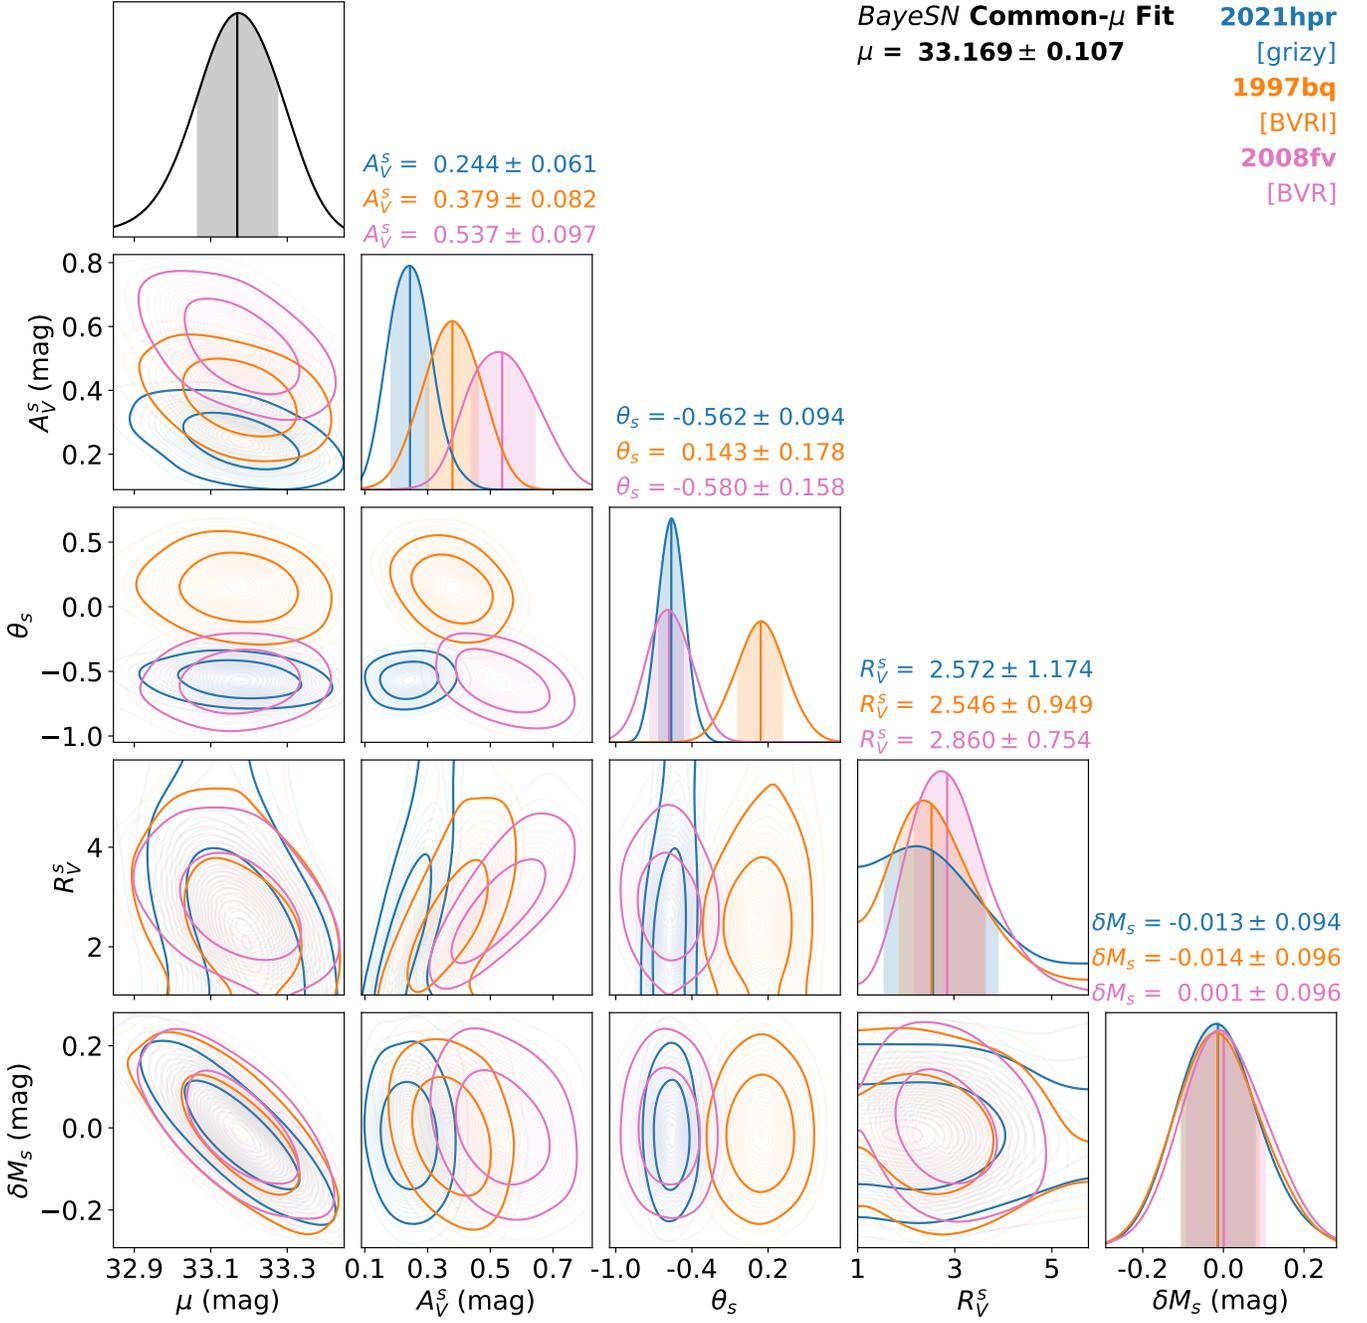 BayeSN Common-μ Fit
μ = 33.169 ± 0.107
2021hpr
[grizy]
1997bq
[BVRI]
2008fv
[BVR]
A_V^s = 0.244 ± 0.061
A_V^s = 0.379 ± 0.082
A_V^s = 0.537 ± 0.097
0.8
0.6
0.4
0.2
A_V^s (mag)
θ_s = -0.562 ± 0.094
θ_s = 0.143 ± 0.178
θ_s = -0.580 ± 0.158
0.5
0.0
−0.5
−1.0
θ_s
R_V^s = 2.572 ± 1.174
R_V^s = 2.546 ± 0.949
R_V^s = 2.860 ± 0.754
4
2
R_V^s
δM_s = -0.013 ± 0.094
δM_s = -0.014 ± 0.096
δM_s = 0.001 ± 0.096
0.2
0.0
−0.2
δM_s (mag)
32.9 33.1 33.3 0.1 0.3 0.5 0.7 -1.0 -0.4 0.2 1 3 5 -0.2 0.0 0.2
μ (mag) A_V^s (mag) θ_s R_V^s δM_s (mag)